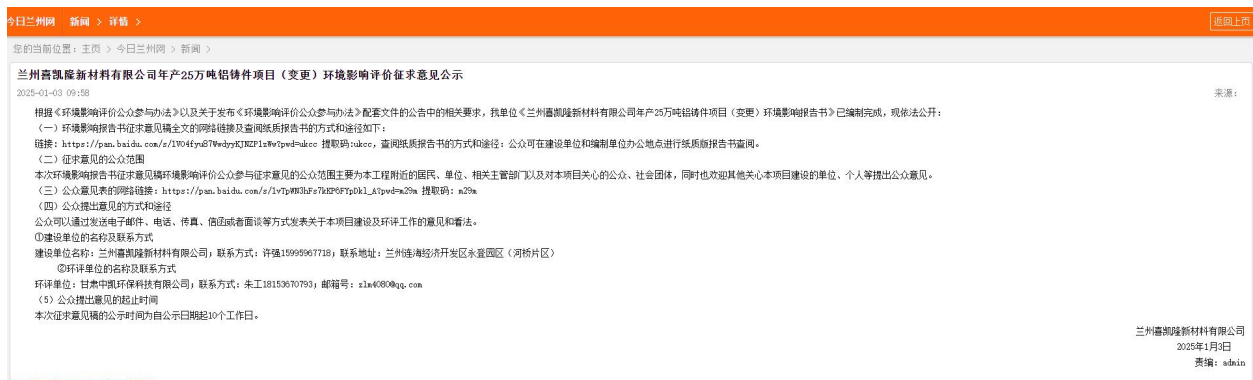 今日兰州网 新闻 > 详情 >
返回上页
您的当前位置：主页 > 今日兰州网 > 新闻 >
兰州喜凯隆新材料有限公司年产25万吨铝铸件项目（变更）环境影响评价征求意见公示
2025-01-03 09:58
来源：
根据《环境影响评价公众参与办法》以及关于发布《环境影响评价公众参与办法》配套文件的公告中的相关要求，我单位《兰州喜凯隆新材料有限公司年产25万吨铝铸件项目（变更）环境影响报告书》已编制完成，现依法公开：
（一）环境影响报告书征求意见稿全文的网络链接及查阅纸质报告书的方式和途径如下：
链接：https://pan.baidu.com/s/1VO4fyu87WwdyyKJNZP1zWw?pwd=ukcc 提取码:ukcc，查阅纸质报告书的方式和途径：公众可在建设单位和编制单位办公地点进行纸质版报告书查阅。
（二）征求意见的公众范围
本次环境影响报告书征求意见稿环境影响评价公众参与征求意见的公众范围主要为本工程附近的居民、单位、相关主管部门以及对本项目关心的公众、社会团体，同时也欢迎其他关心本项目建设的单位、个人等提出公众意见。
（三）公众意见表的网络链接：https://pan.baidu.com/s/1vTpWN3hFs7kKP6FYpDkl_A?pwd=m29m 提取码：m29m
（四）公众提出意见的方式和途径
公众可以通过发送电子邮件、电话、传真、信函或者面谈等方式发表关于本项目建设及环评工作的意见和看法。
①建设单位的名称及联系方式
建设单位名称：兰州喜凯隆新材料有限公司；联系方式：许强15995967718；联系地址：兰州连海经济开发区永登园区（河桥片区）
②环评单位的名称及联系方式
环评单位：甘肃中凯环保科技有限公司；联系方式：朱工18153670793；邮箱号：zlm4080@qq.com
（5）公众提出意见的起止时间
本次征求意见稿的公示时间为自公示日期起10个工作日。
兰州喜凯隆新材料有限公司
2025年1月3日
责编：admin